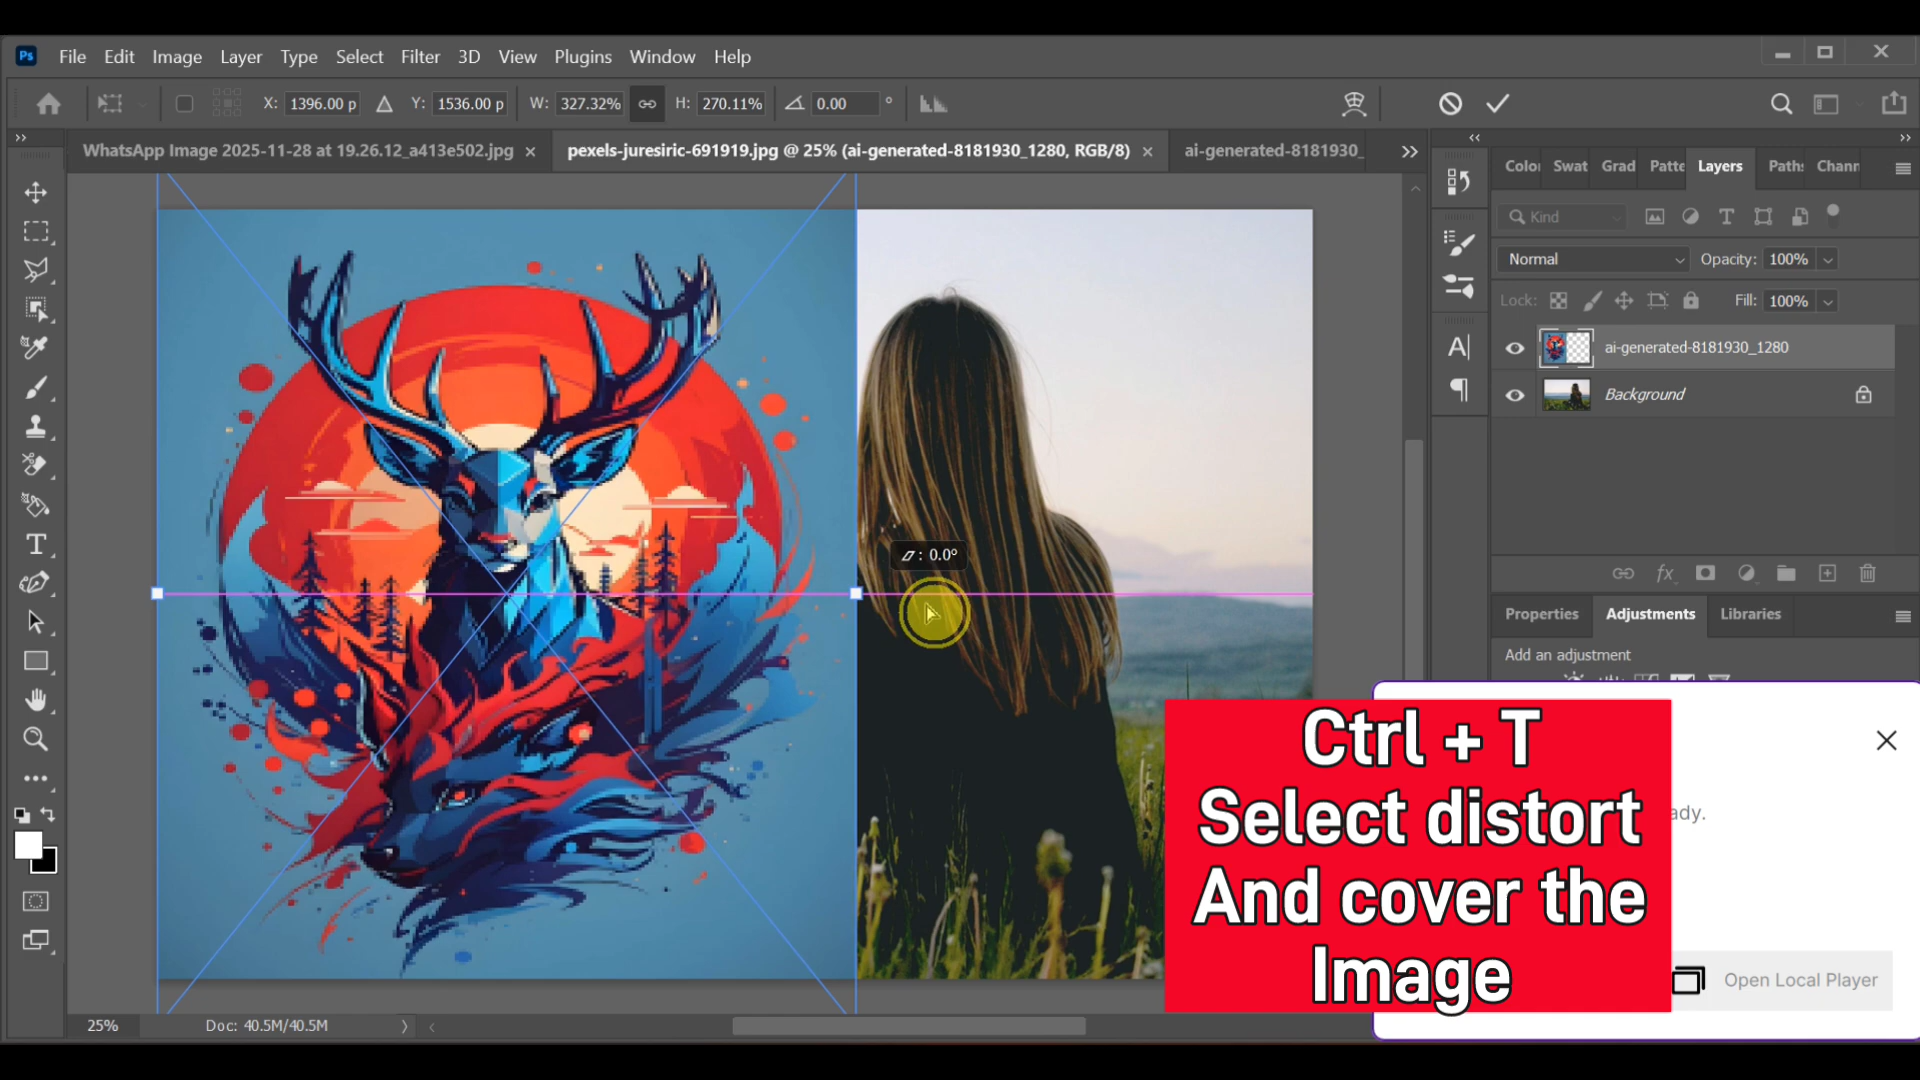 Ps File Edit Image Layer Type Select Filter 3D View Plugins Window Help
X: 1396.00 p Y: 1536.00 p W: 327.32% H: 270.11% 0.00 °
WhatsApp Image 2025-11-28 at 19.26.12_a413e502.jpg × pexels-juresiric-691919.jpg @ 25% (ai-generated-8181930_1280, RGB/8) × ai-generated-8181930_
Color Swat Grad Patte Layers Paths Chann
Kind
Normal Opacity: 100%
Lock: Fill: 100%
ai-generated-8181930_1280
Background
: 0.0°
Properties Adjustments Libraries
Add an adjustment
Ctrl + T
Select distort
And cover the
Image
ady.
Open Local Player
25% Doc: 40.5M/40.5M